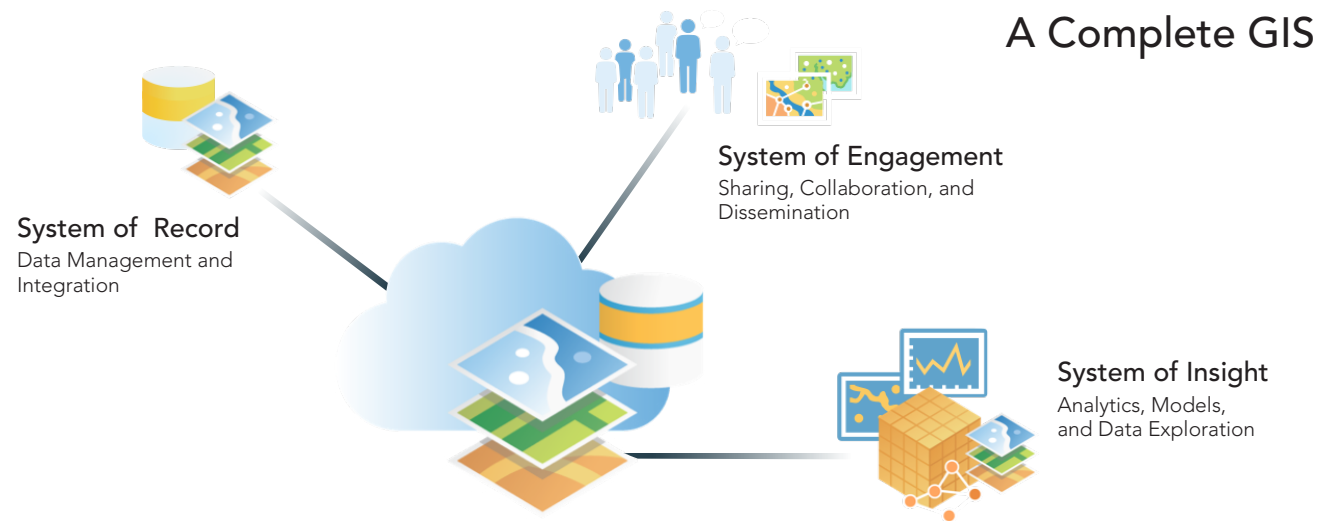 A Complete GIS
System of Engagement
Sharing, Collaboration, and
Dissemination
System of Record
Data Management and
Integration
System of Insight
Analytics, Models,
and Data Exploration